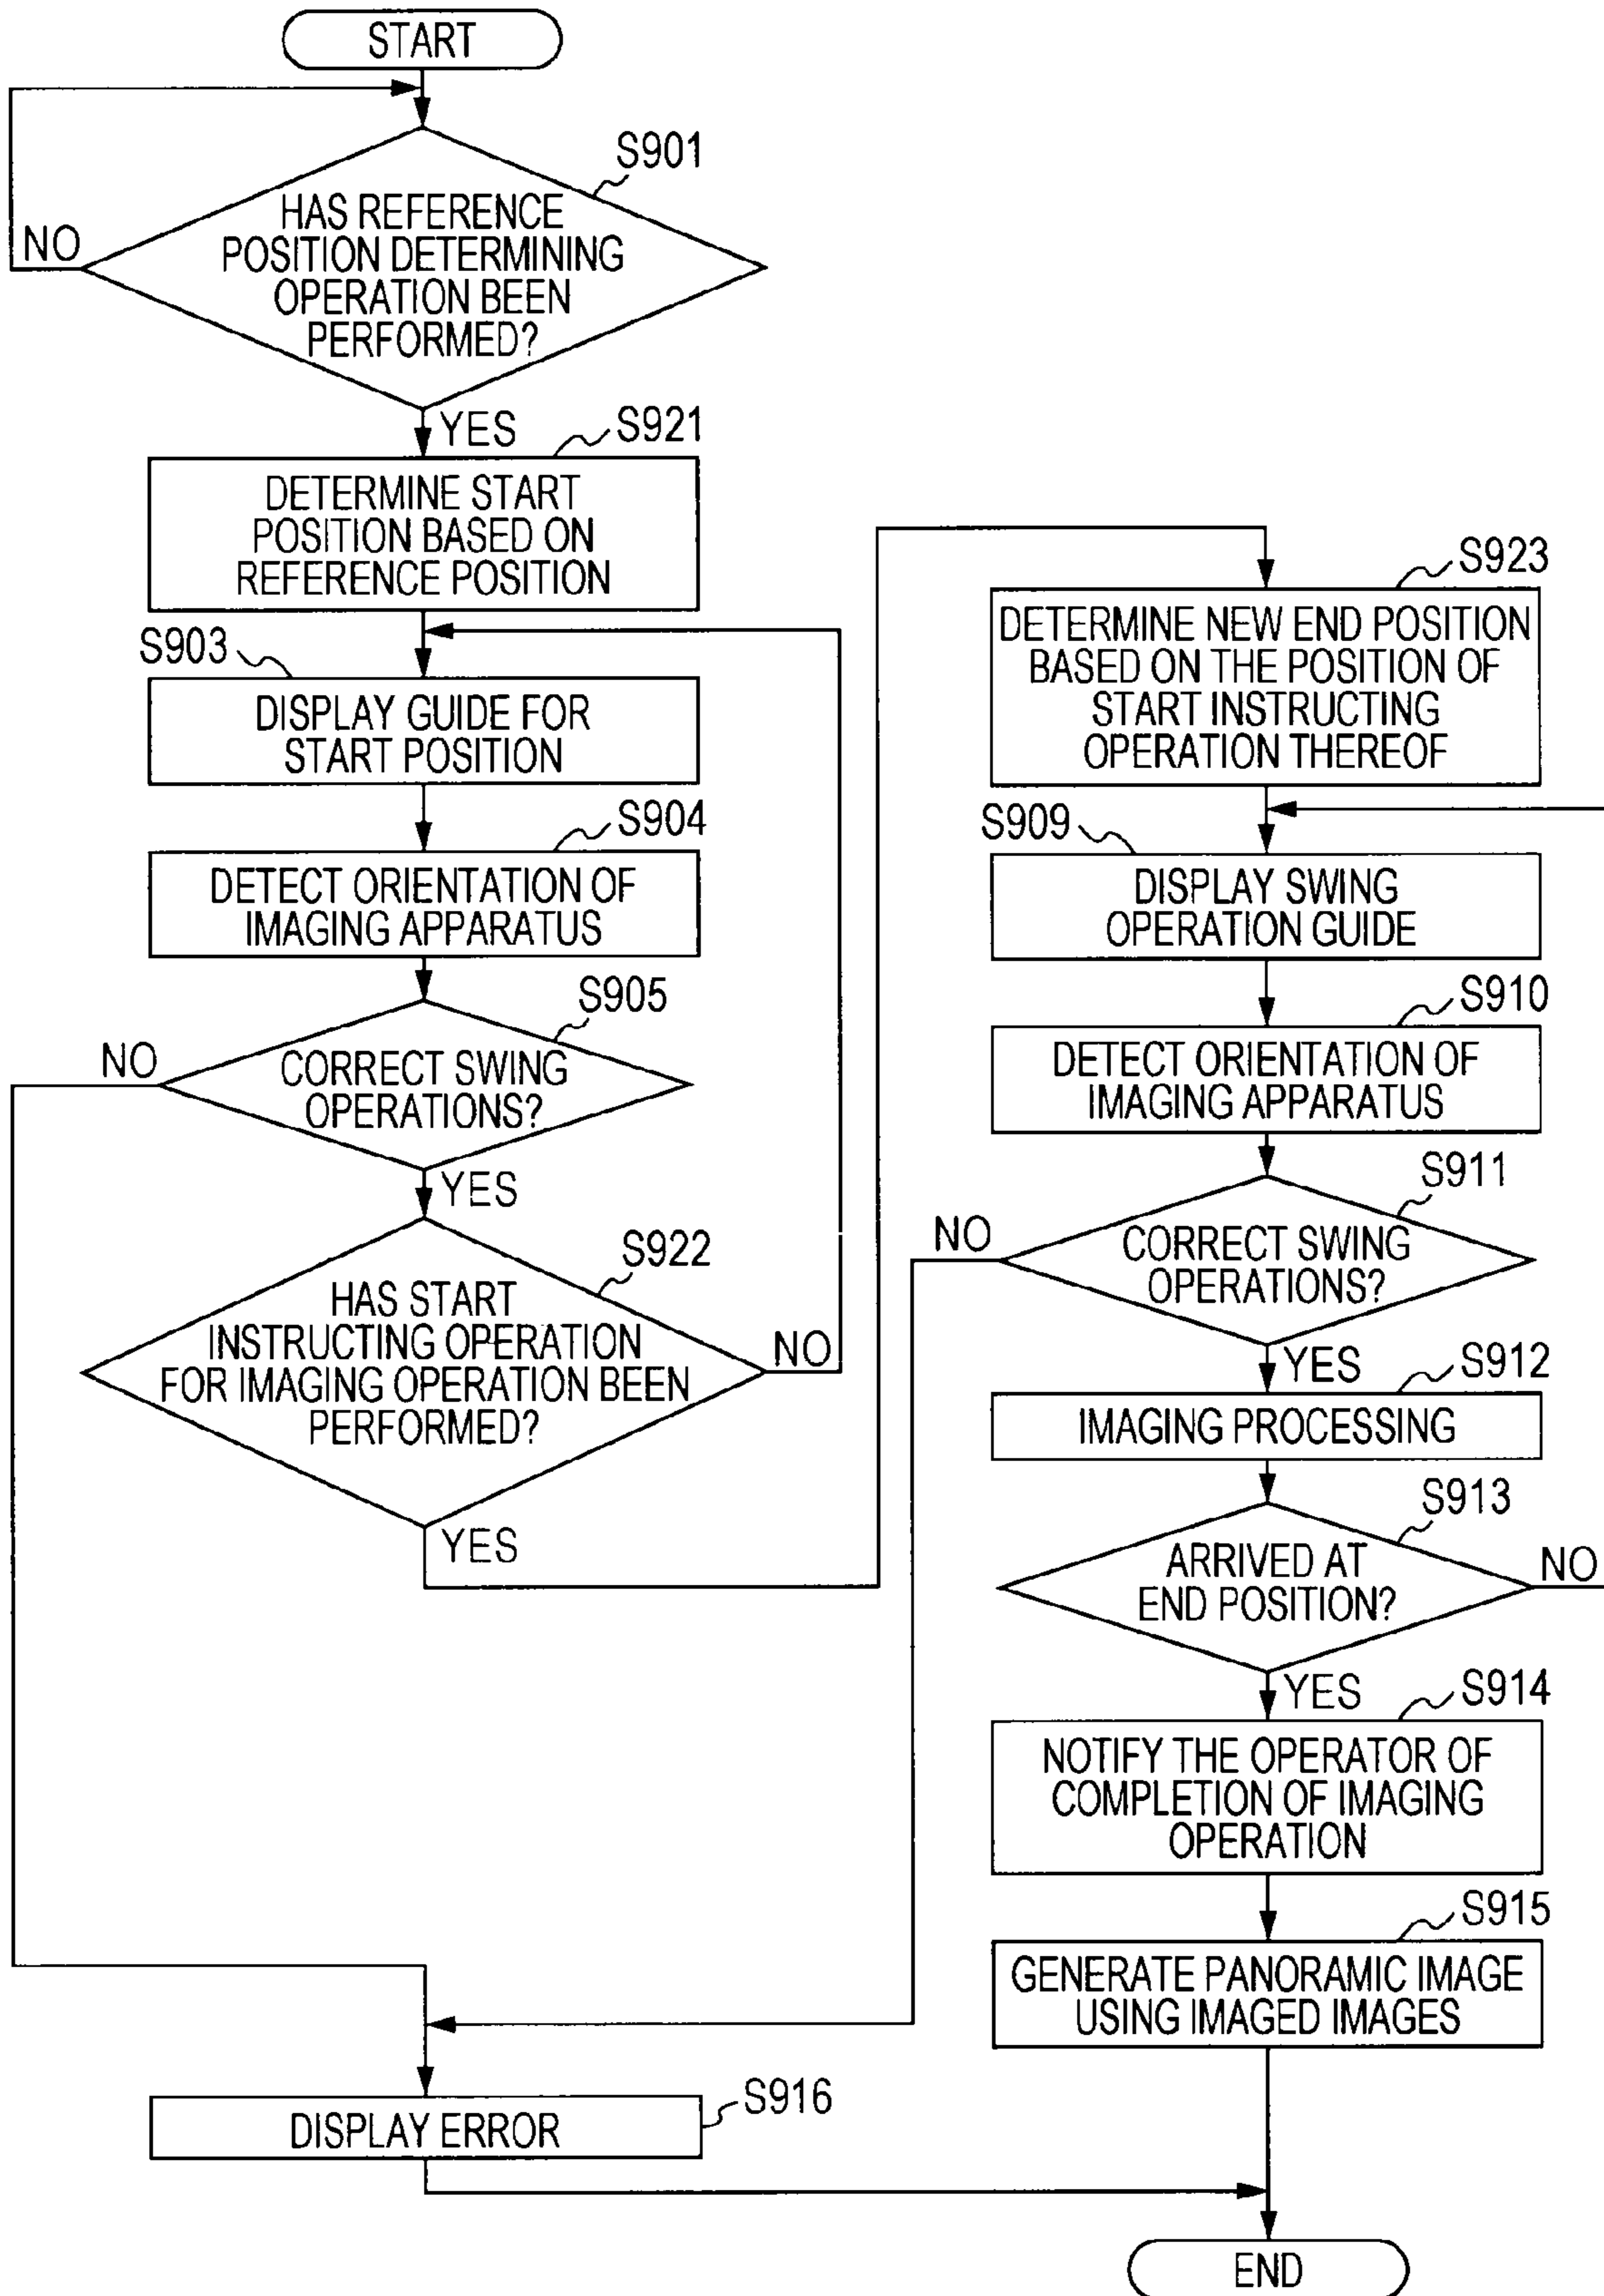 START
S901
HAS REFERENCE
POSITION DETERMINING
OPERATION BEEN
PERFORMED?
NO
YES
S921
DETERMINE START
POSITION BASED ON
REFERENCE POSITION
S903
DISPLAY GUIDE FOR
START POSITION
S904
DETECT ORIENTATION OF
IMAGING APPARATUS
S905
NO
CORRECT SWING
OPERATIONS?
YES
S922
HAS START
INSTRUCTING OPERATION
FOR IMAGING OPERATION BEEN
PERFORMED?
NO
YES
S923
DETERMINE NEW END POSITION
BASED ON THE POSITION OF
START INSTRUCTING
OPERATION THEREOF
S909
DISPLAY SWING
OPERATION GUIDE
S910
DETECT ORIENTATION OF
IMAGING APPARATUS
S911
NO
CORRECT SWING
OPERATIONS?
YES
S912
IMAGING PROCESSING
S913
ARRIVED AT
END POSITION?
NO
YES
S914
NOTIFY THE OPERATOR OF
COMPLETION OF IMAGING
OPERATION
S915
GENERATE PANORAMIC IMAGE
USING IMAGED IMAGES
S916
DISPLAY ERROR
END